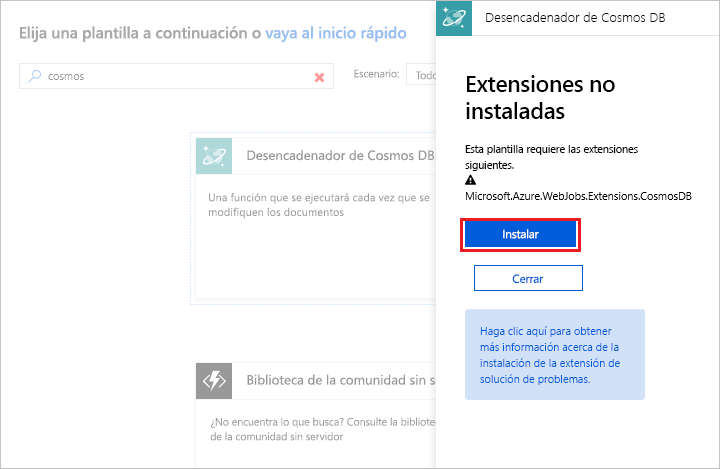 Elija una plantilla a continuación o vaya al inicio rápido
cosmos
Escenario:
Todo
Desencadenador de Cosmos DB
Una función que se ejecutará cada vez que se
modifiquen los documentos
Biblioteca de la comunidad sin s
¿No encuentra lo que busca? Consulte la bibliote
de la comunidad sin servidor
Desencadenador de Cosmos DB
Extensiones no
instaladas
Esta plantilla requiere las extensiones
siguientes.
Microsoft.Azure.WebJobs.Extensions.CosmosDB
Instalar
Cerrar
Haga clic aquí para obtener
más información acerca de la
instalación de la extensión de
solución de problemas.